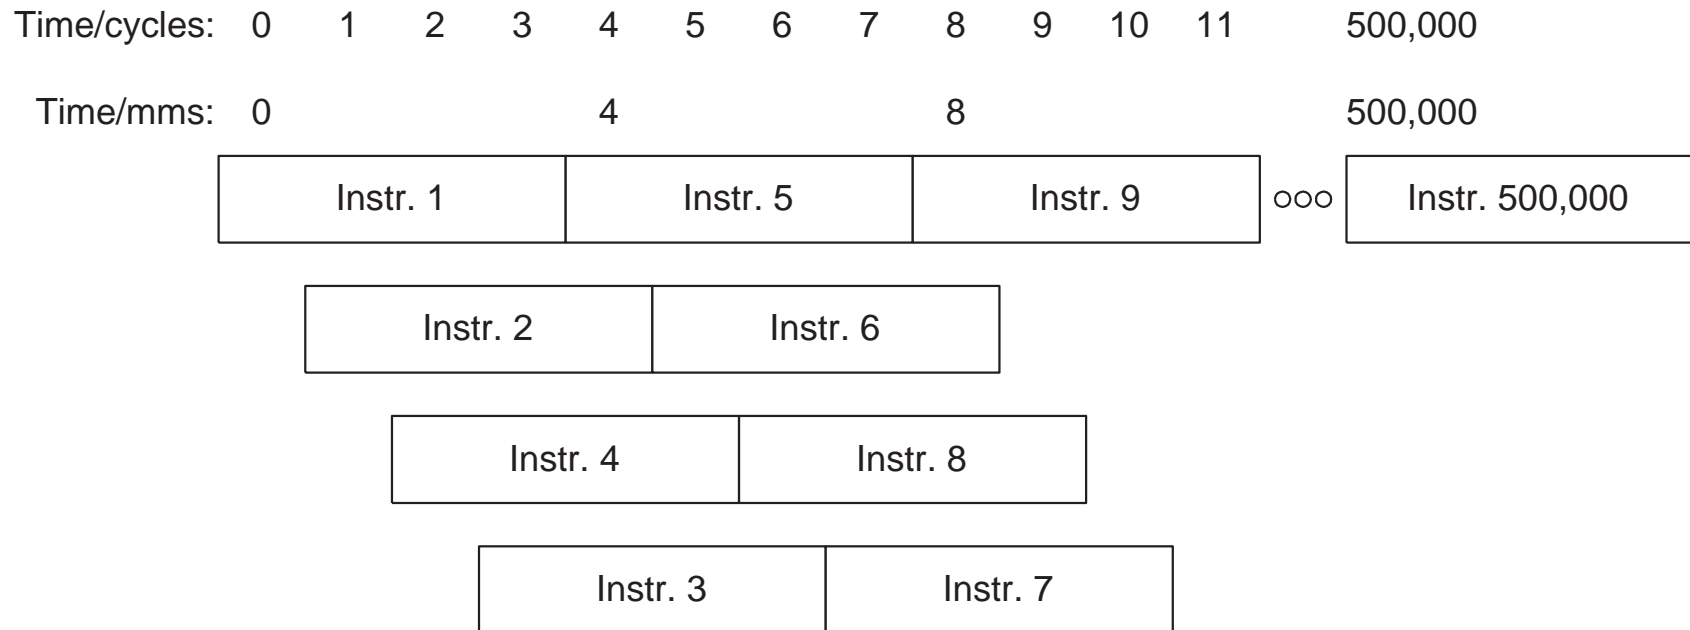 Time/cycles: 0 1 2 3 4 5 6 7 8 9 10 11 500,000
Time/mms: 0 4 8 500,000
Instr. 1 Instr. 5 Instr. 9 ooo Instr. 500,000
Instr. 2 Instr. 6
Instr. 4 Instr. 8
Instr. 3 Instr. 7